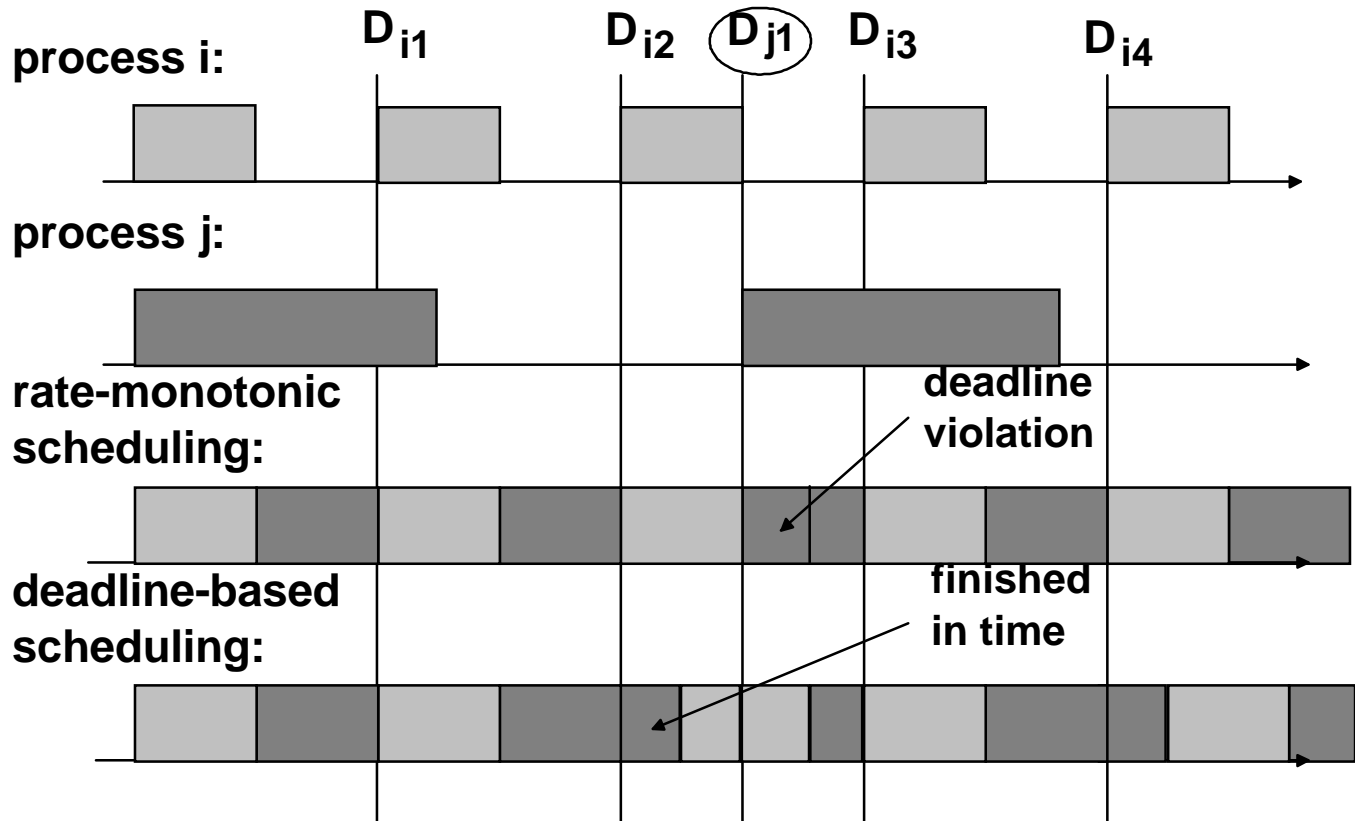 D i1 D i2 D j1 D i3 D i4
process i:
process j:
rate-monotonic
scheduling:
deadline
violation
deadline-based
scheduling:
finished
in time